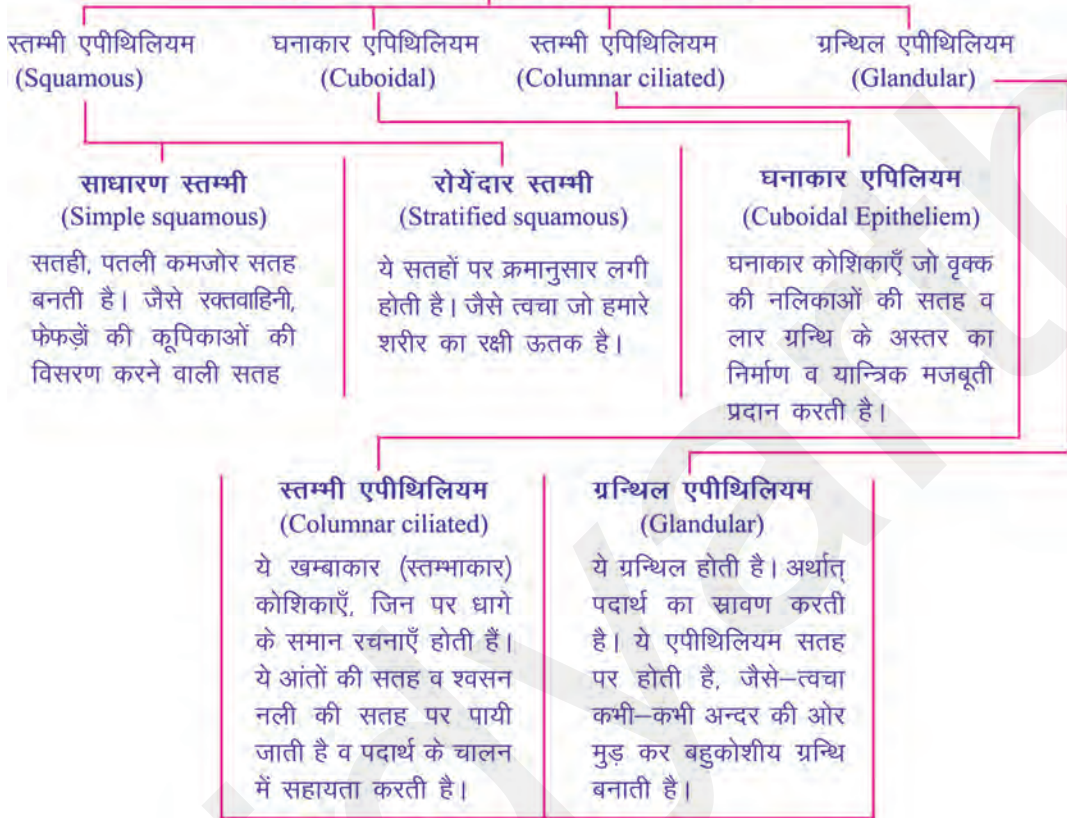 स्तम्भी एपीथिलियम
(Squamous)
घनाकार एपिथिलियम
(Cuboidal)
स्तम्भी एपिथिलियम
(Columnar ciliated)
ग्रन्थिल एपीथिलियम
(Glandular)
साधारण स्तम्भी
(Simple squamous)
सतही, पतली कमजोर सतह
बनती है। जैसे रक्तवाहिनी,
फेफड़ों की कूपिकाओं की
विसरण करने वाली सतह
रोयेंदार स्तम्भी
(Stratified squamous)
ये सतहों पर क्रमानुसार लगी
होती है। जैसे त्वचा जो हमारे
शरीर का रक्षी ऊतक है।
घनाकार एपिलियम
(Cuboidal Epitheliem)
घनाकार कोशिकाएँ जो वृक्क
की नलिकाओं की सतह व
लार ग्रन्थि के अस्तर का
निर्माण व यान्त्रिक मजबूती
प्रदान करती है।
स्तम्भी एपीथिलियम
(Columnar ciliated)
ये खम्बाकार (स्तम्भाकार)
कोशिकाएँ, जिन पर धागे
के समान रचनाएँ होती हैं।
ये आंतों की सतह व श्वसन
नली की सतह पर पायी
जाती है व पदार्थ के चालन
में सहायता करती है।
ग्रन्थिल एपीथिलियम
(Glandular)
ये ग्रन्थिल होती है। अर्थात्
पदार्थ का स्रावण करती
है। ये एपीथिलियम सतह
पर होती है, जैसे–त्वचा
कभी–कभी अन्दर की ओर
मुड़ कर बहुकोशीय ग्रन्थि
बनाती है।